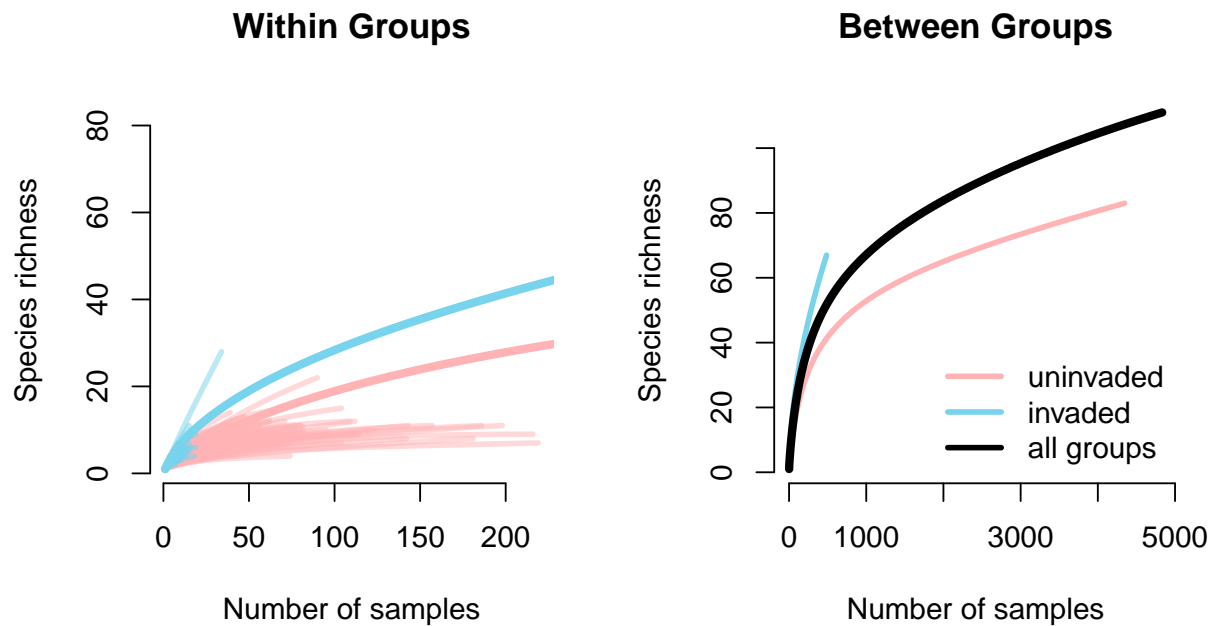 Within Groups
Species richness
80
60
40
20
0
0 50 100 150 200
Number of samples
Between Groups
Species richness
80
60
40
20
0
0 1000 3000 5000
Number of samples
uninvaded
invaded
all groups